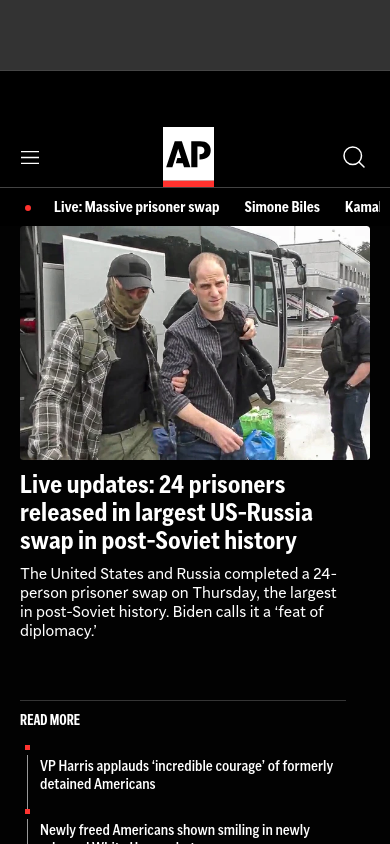 AP
Live: Massive prisoner swap Simone Biles Kamal
Live updates: 24 prisoners
released in largest US-Russia
swap in post-Soviet history
The United States and Russia completed a 24-
person prisoner swap on Thursday, the largest
in post-Soviet history. Biden calls it a ‘feat of
diplomacy.’
READ MORE
VP Harris applauds ‘incredible courage’ of formerly
detained Americans
Newly freed Americans shown smiling in newly